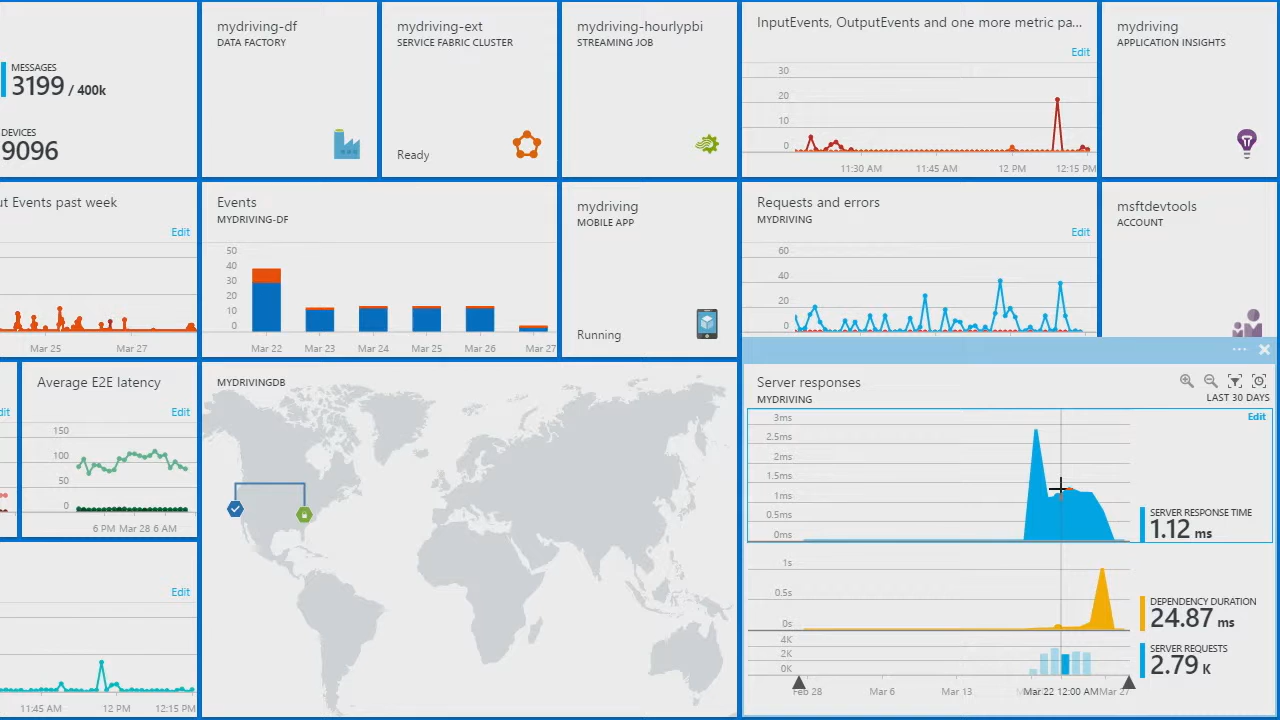 MESSAGES
3199 / 400k
DEVICES
9096
mydriving-df
DATA FACTORY
mydriving-ext
SERVICE FABRIC CLUSTER
Ready
mydriving-hourlypbi
STREAMING JOB
InputEvents, OutputEvents and one more metric pa...
Edit
30
20
10
0
11:30 AM 11:45 AM 12 PM 12:15 PM
mydriving
APPLICATION INSIGHTS
ut Events past week
Edit
Mar 25 Mar 27
Events
MYDRIVING-DF
50
40
30
20
10
0
Mar 22 Mar 23 Mar 24 Mar 25 Mar 26 Mar 27
mydriving
MOBILE APP
Running
Requests and errors
MYDRIVING
Edit
60
40
20
0
msftdevtools
ACCOUNT
dit
Average E2E latency
Edit
150
100
50
0
6 PM Mar 28 6 AM
Edit
11:45 AM 12 PM 12:15 PM
MYDRIVINGDB
Server responses
MYDRIVING
LAST 30 DAYS
Edit
3ms
2.5ms
2ms
1.5ms
1ms
0.5ms
0ms
SERVER RESPONSE TIME
1.12 ms
1s
0.5s
0s
DEPENDENCY DURATION
24.87 ms
4K
2K
0K
SERVER REQUESTS
2.79 K
Feb 28 Mar 6 Mar 13 Mar 22 12:00 AM Mar 27